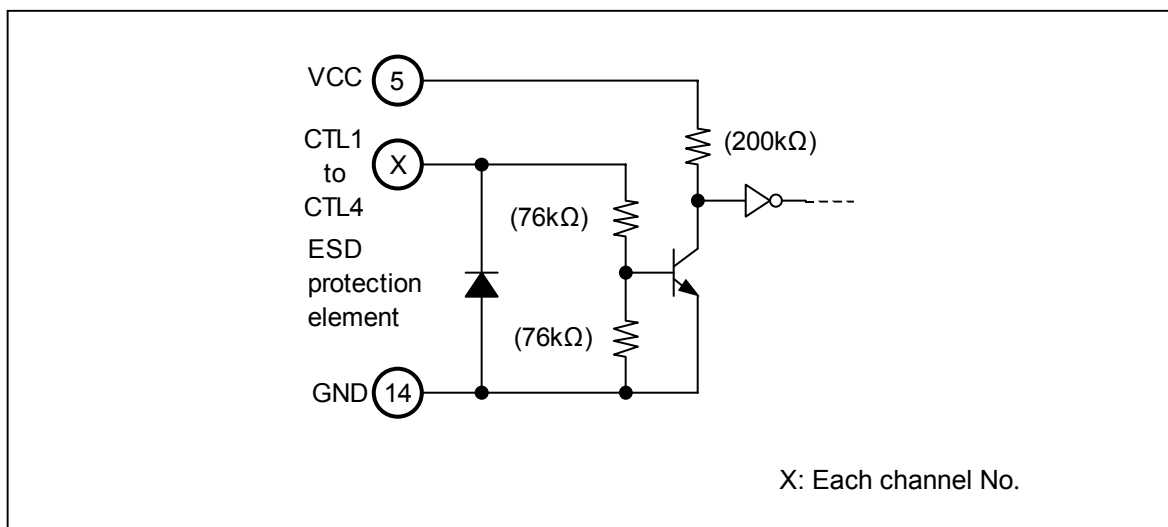 VCC 5
(200kΩ)
CTL1
to
CTL4
X
(76kΩ)
ESD
protection
element
(76kΩ)
GND 14
X: Each channel No.